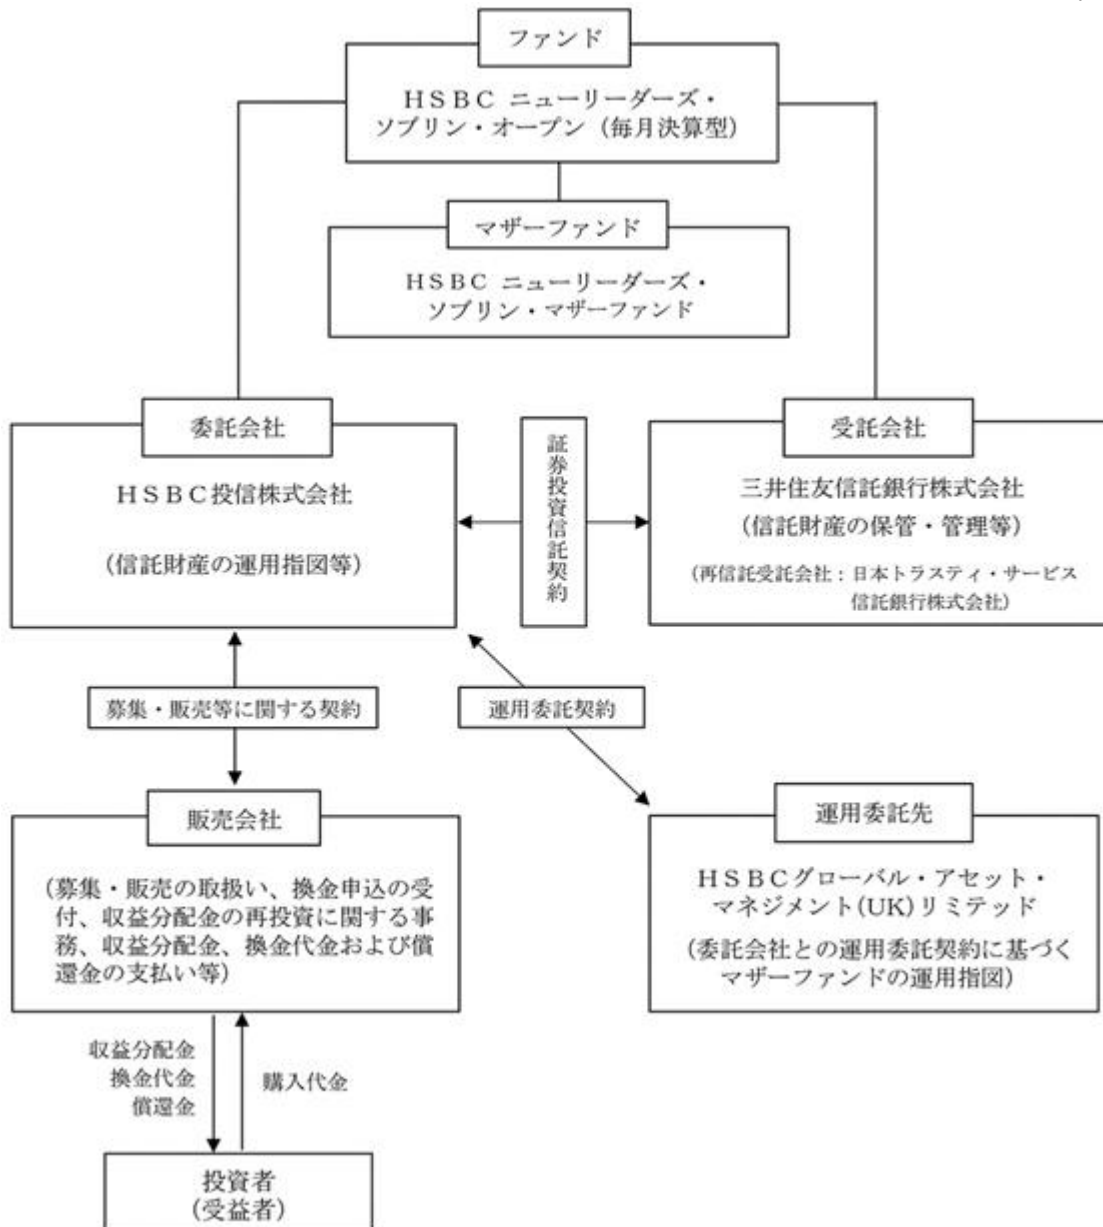 ファンド
HSBC ニューリーダーズ・
ソブリン・オープン（毎月決算型）
マザーファンド
HSBC ニューリーダーズ・
ソブリン・マザーファンド
委託会社
HSBC投信株式会社
（信託財産の運用指図等）
証券投資信託契約
受託会社
三井住友信託銀行株式会社
（信託財産の保管・管理等）
（再信託受託会社：日本トラスティ・サービス
信託銀行株式会社）
募集・販売等に関する契約
運用委託契約
販売会社
（募集・販売の取扱い、換金申込の受
付、収益分配金の再投資に関する事
務、収益分配金、換金代金および償
還金の支払い等）
運用委託先
HSBCグローバル・アセット・
マネジメント(UK)リミテッド
（委託会社との運用委託契約に基づく
マザーファンドの運用指図）
収益分配金
換金代金
償還金
購入代金
投資者
（受益者）